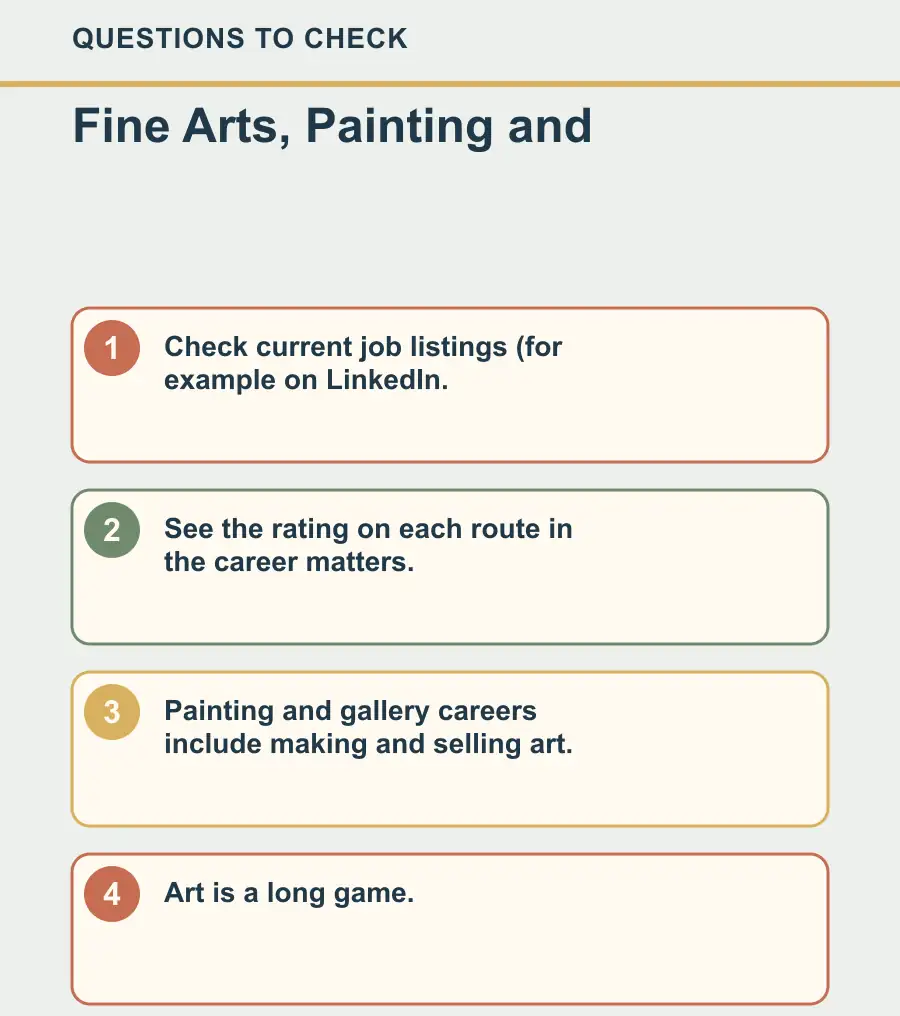 QUESTIONS TO CHECK
Fine Arts, Painting and
1
Check current job listings (for
example on LinkedIn.
2
See the rating on each route in
the career matters.
3
Painting and gallery careers
include making and selling art.
4
Art is a long game.